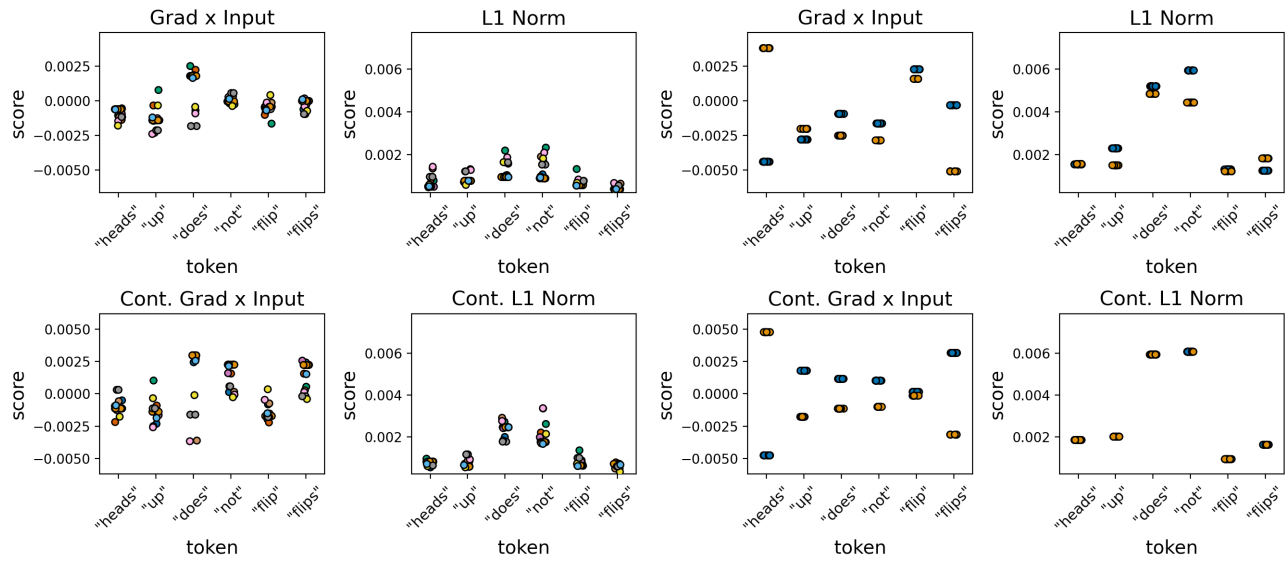 Grad x Input
L1 Norm
Grad x Input
L1 Norm
score
0.0025
0.0000
−0.0025
−0.0050
"heads"
"up"
"does"
"not"
"flip"
"flips"
token
score
0.006
0.004
0.002
"heads"
"up"
"does"
"not"
"flip"
"flips"
token
score
0.0025
0.0000
−0.0025
−0.0050
"heads"
"up"
"does"
"not"
"flip"
"flips"
token
score
0.006
0.004
0.002
"heads"
"up"
"does"
"not"
"flip"
"flips"
token
Cont. Grad x Input
Cont. L1 Norm
Cont. Grad x Input
Cont. L1 Norm
score
0.0050
0.0025
0.0000
−0.0025
−0.0050
"heads"
"up"
"does"
"not"
"flip"
"flips"
token
score
0.006
0.004
0.002
"heads"
"up"
"does"
"not"
"flip"
"flips"
token
score
0.0050
0.0025
0.0000
−0.0025
−0.0050
"heads"
"up"
"does"
"not"
"flip"
"flips"
token
score
0.006
0.004
0.002
"heads"
"up"
"does"
"not"
"flip"
"flips"
token